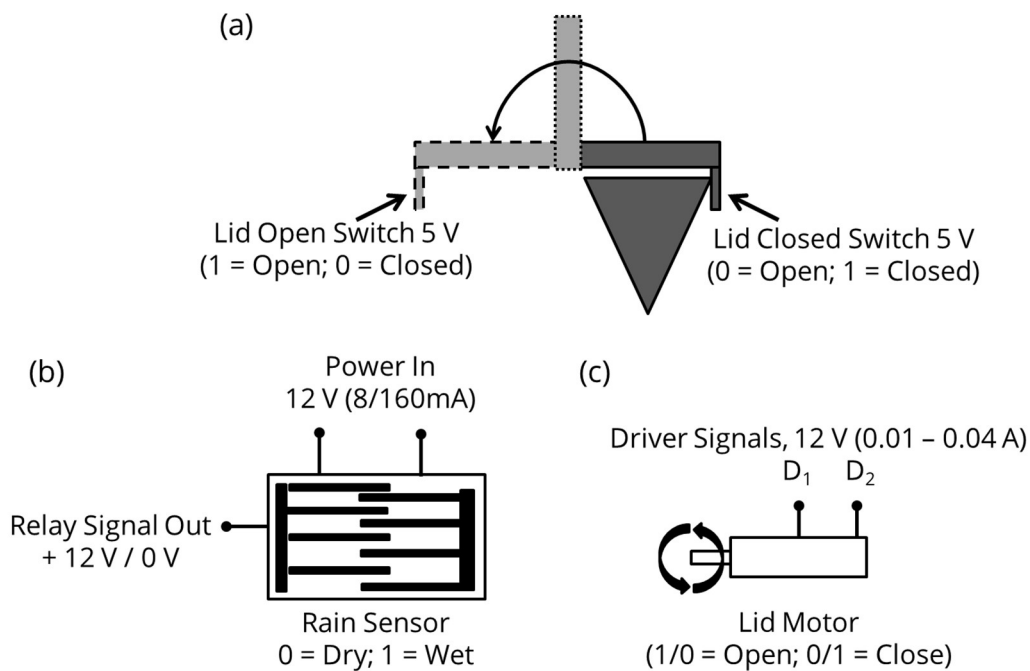 (a)
Lid Open Switch 5 V
(1 = Open; 0 = Closed)
Lid Closed Switch 5 V
(0 = Open; 1 = Closed)
(b)
Power In
12 V (8/160mA)
Relay Signal Out
+ 12 V / 0 V
Rain Sensor
0 = Dry; 1 = Wet
(c)
Driver Signals, 12 V (0.01 – 0.04 A)
D₁ D₂
Lid Motor
(1/0 = Open; 0/1 = Close)